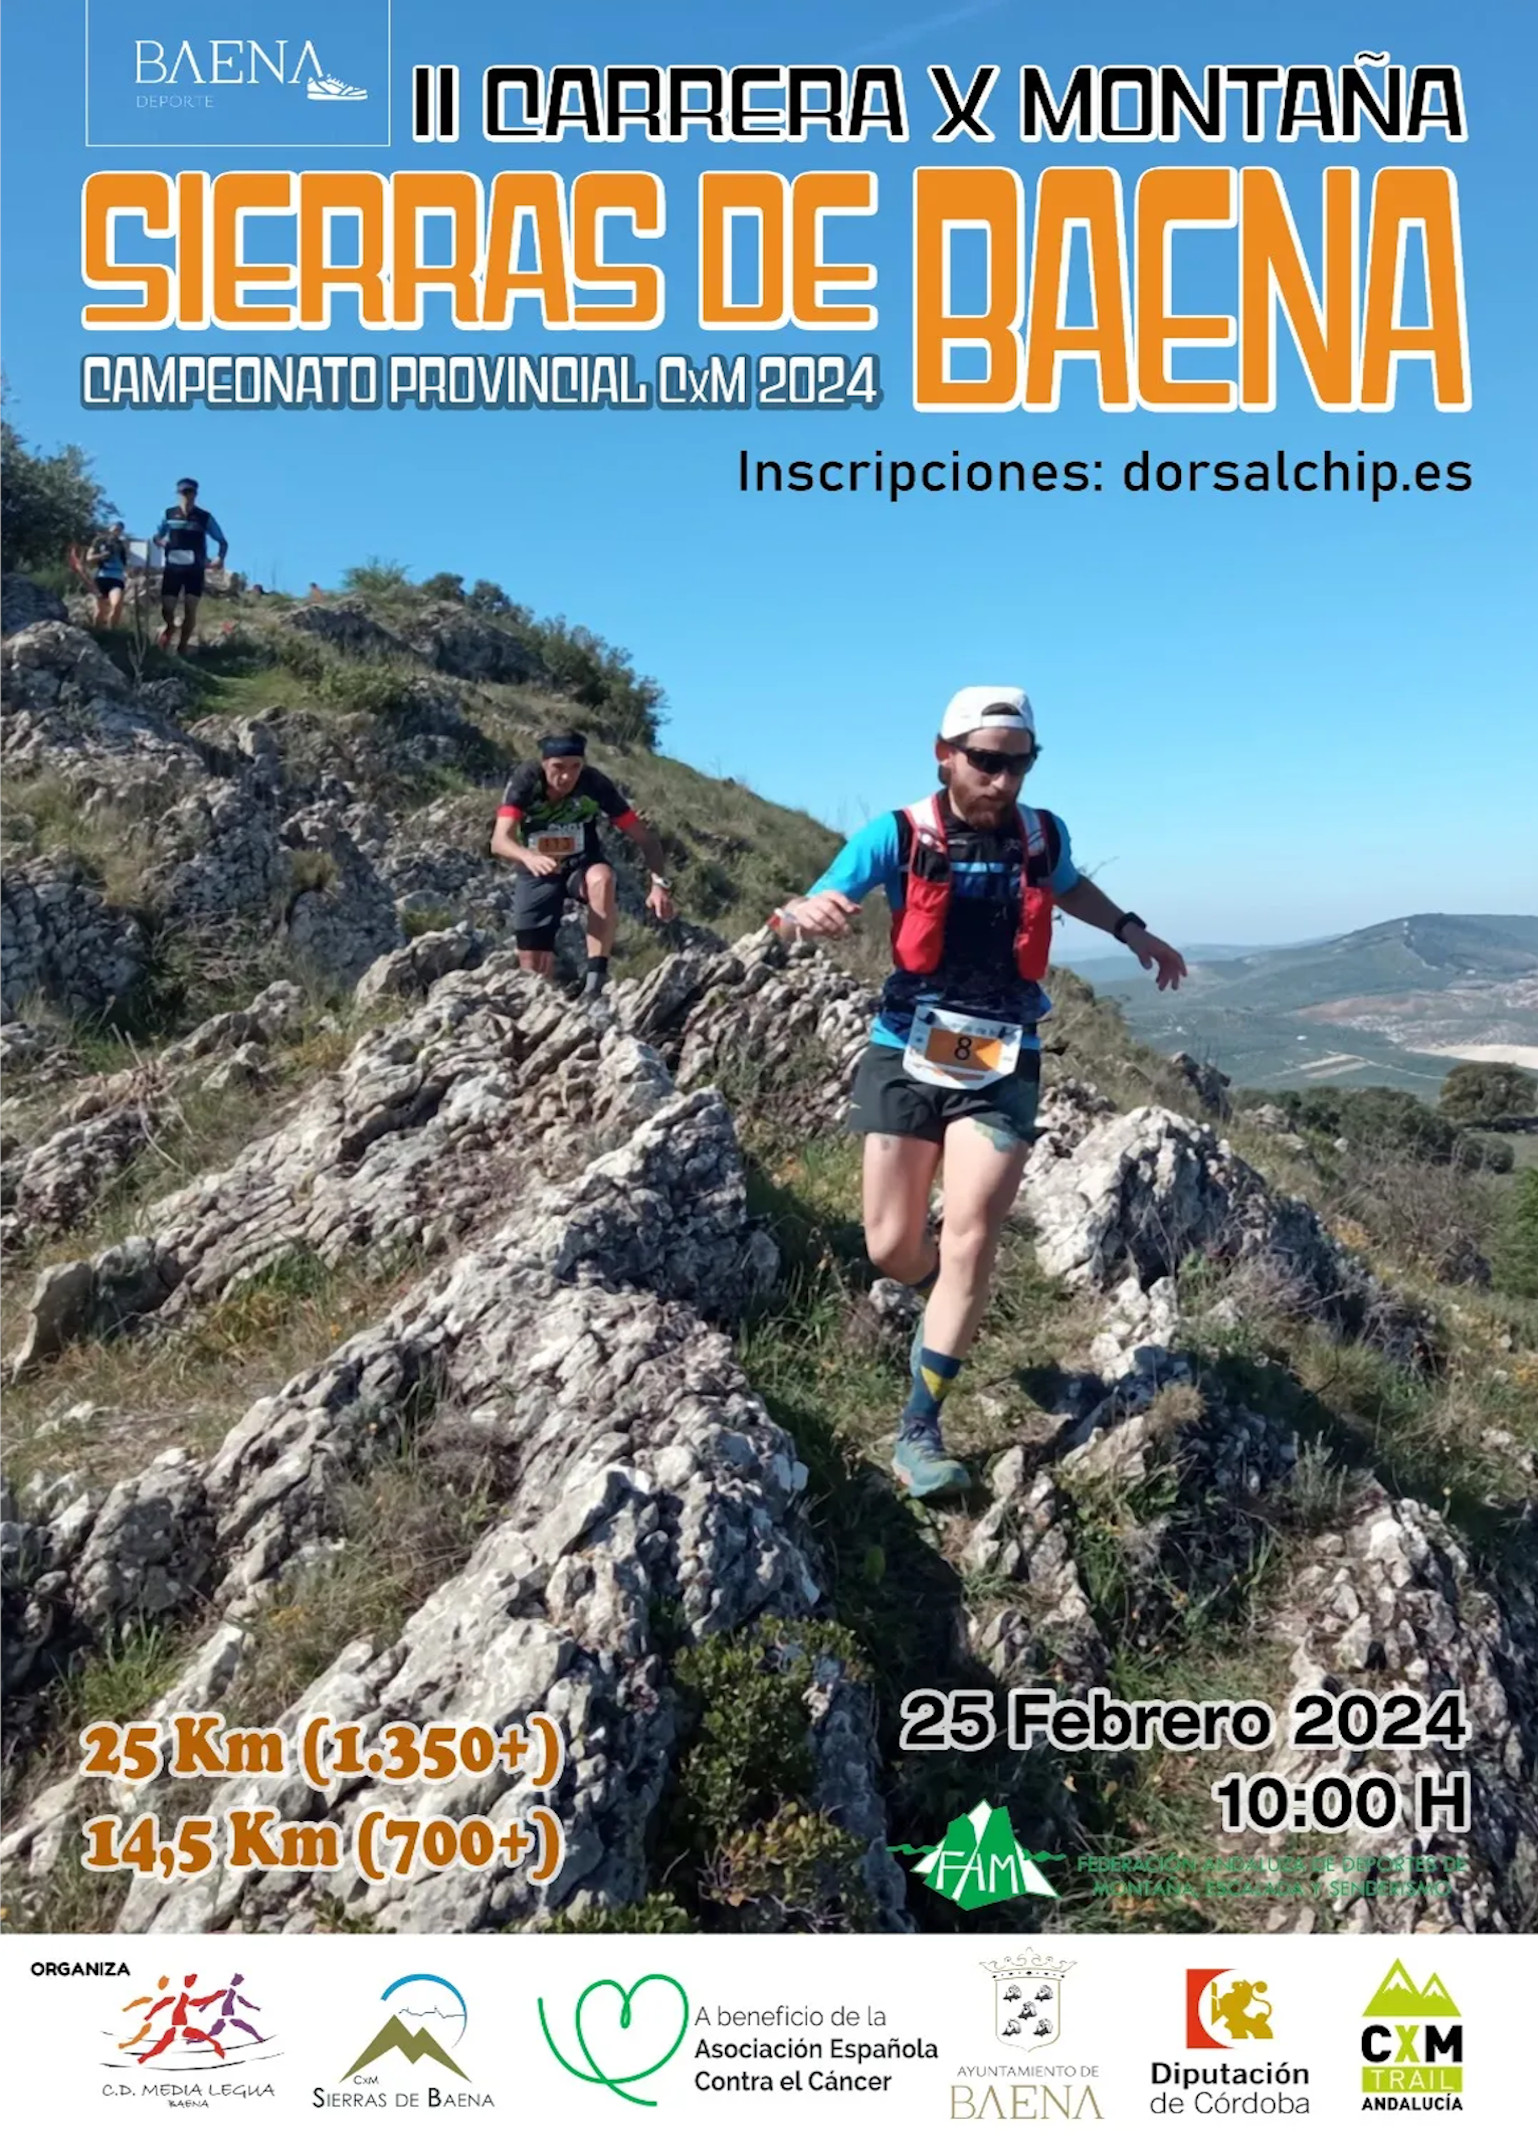 BAENA
DEPORTE
II CARRERA X MONTAÑA
SIERRAS DE BAENA
CAMPEONATO PROVINCIAL CxM 2024
Inscripciones: dorsalchip.es
113
8
25 Km (1.350+)
14,5 Km (700+)
25 Febrero 2024
10:00 H
FAM
FEDERACIÓN ANDALUZA DE DEPORTES DE
MONTAÑA, ESCALADA Y SENDERISMO
ORGANIZA
C.D. MEDIA LEGUA
BAENA
CxM
SIERRAS DE BAENA
A beneficio de la
Asociación Española
Contra el Cáncer
AYUNTAMIENTO DE
BAENA
Diputación
de Córdoba
CXM
TRAIL
ANDALUCÍA